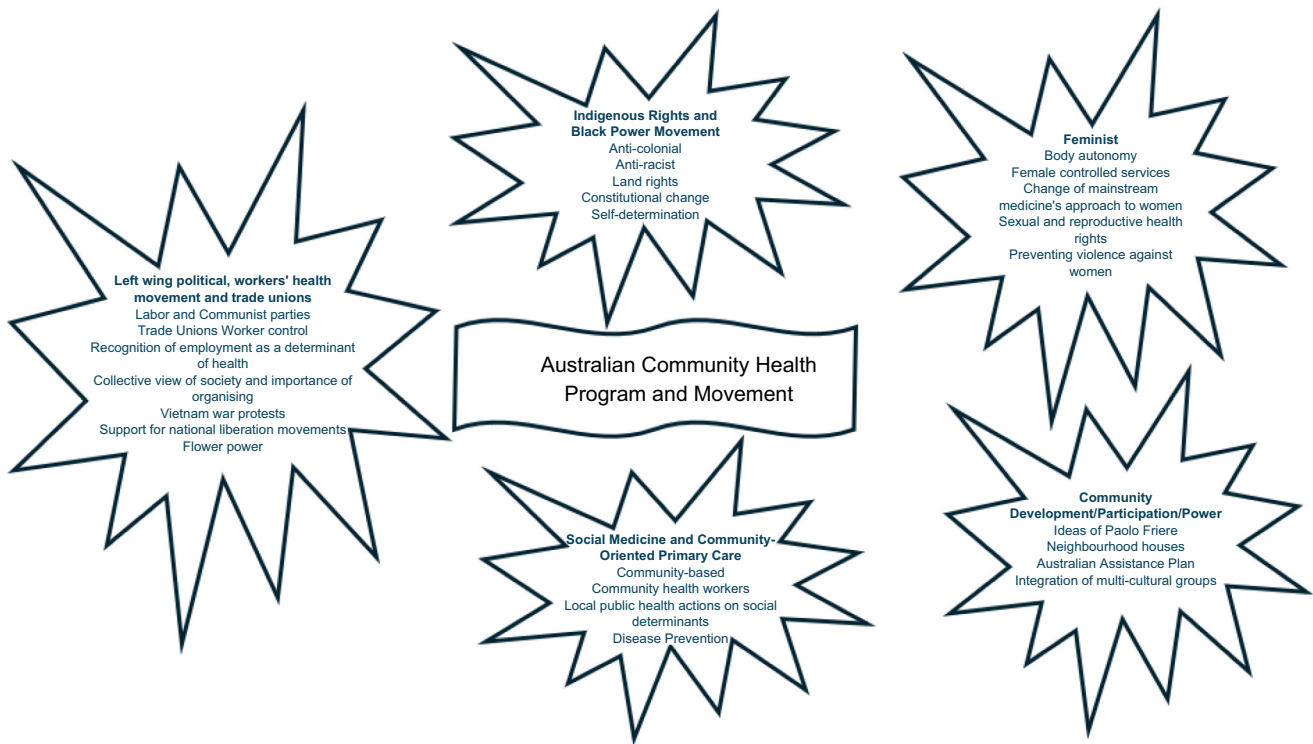 Left wing political, workers' health
movement and trade unions
Labor and Communist parties
Trade Unions Worker control
Recognition of employment as a determinant
of health
Collective view of society and importance of
organising
Vietnam war protests
Support for national liberation movements
Flower power
Indigenous Rights and
Black Power Movement
Anti-colonial
Anti-racist
Land rights
Constitutional change
Self-determination
Feminist
Body autonomy
Female controlled services
Change of mainstream
medicine's approach to women
Sexual and reproductive health
rights
Preventing violence against
women
Australian Community Health
Program and Movement
Social Medicine and Community-
Oriented Primary Care
Community-based
Community health workers
Local public health actions on social
determinants
Disease Prevention
Community
Development/Participation/Power
Ideas of Paolo Friere
Neighbourhood houses
Australian Assistance Plan
Integration of multi-cultural groups